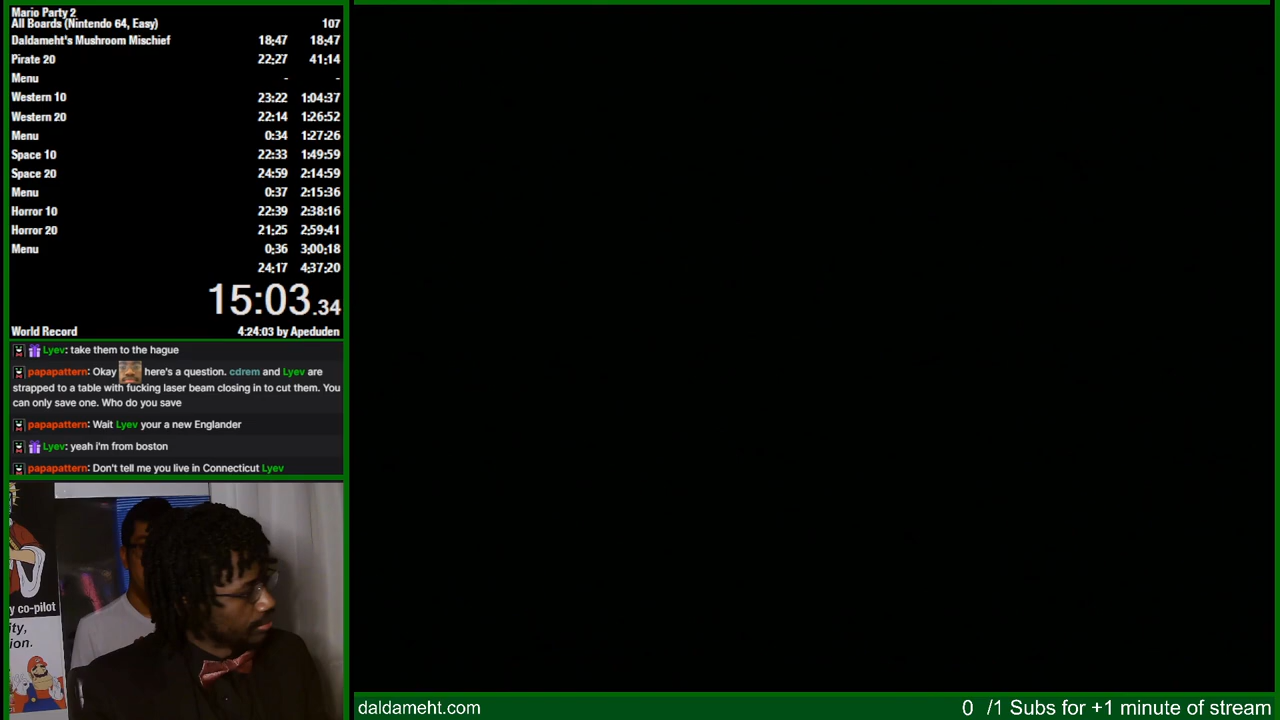 Mario Party 2
All Boards (Nintendo 64, Easy) 107
Daldameht's Mushroom Mischief 18:47 18:47
Pirate 20 22:27 41:14
Menu - -
Western 10 23:22 1:04:37
Western 20 22:14 1:26:52
Menu 0:34 1:27:26
Space 10 22:33 1:49:59
Space 20 24:59 2:14:59
Menu 0:37 2:15:36
Horror 10 22:39 2:38:16
Horror 20 21:25 2:59:41
Menu 0:36 3:00:18
24:17 4:37:20
15:03.34
World Record 4:24:03 by Apeduden
Lyev: take them to the hague
papapattern: Okay here's a question. cdrem and Lyev are
strapped to a table with fucking laser beam closing in to cut them. You
can only save one. Who do you save
papapattern: Wait Lyev your a new Englander
Lyev: yeah i'm from boston
papapattern: Don't tell me you live in Connecticut Lyev
y co-pilot
ity,
ion.
daldameht.com 0 /1 Subs for +1 minute of stream